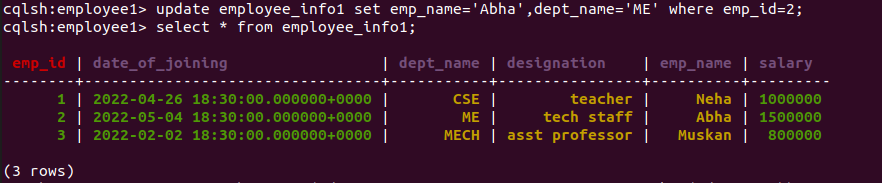 cqlsh:employee1> update employee_info1 set emp_name='Abha',dept_name='ME' where emp_id=2;
cqlsh:employee1> select * from employee_info1;
 emp_id | date_of_joining                 | dept_name | designation    | emp_name | salary
--------+---------------------------------+-----------+----------------+----------+---------
      1 | 2022-04-26 18:30:00.000000+0000 |       CSE |        teacher |     Neha | 1000000
      2 | 2022-05-04 18:30:00.000000+0000 |        ME |     tech staff |     Abha | 1500000
      3 | 2022-02-02 18:30:00.000000+0000 |      MECH | asst professor |   Muskan |  800000
(3 rows)